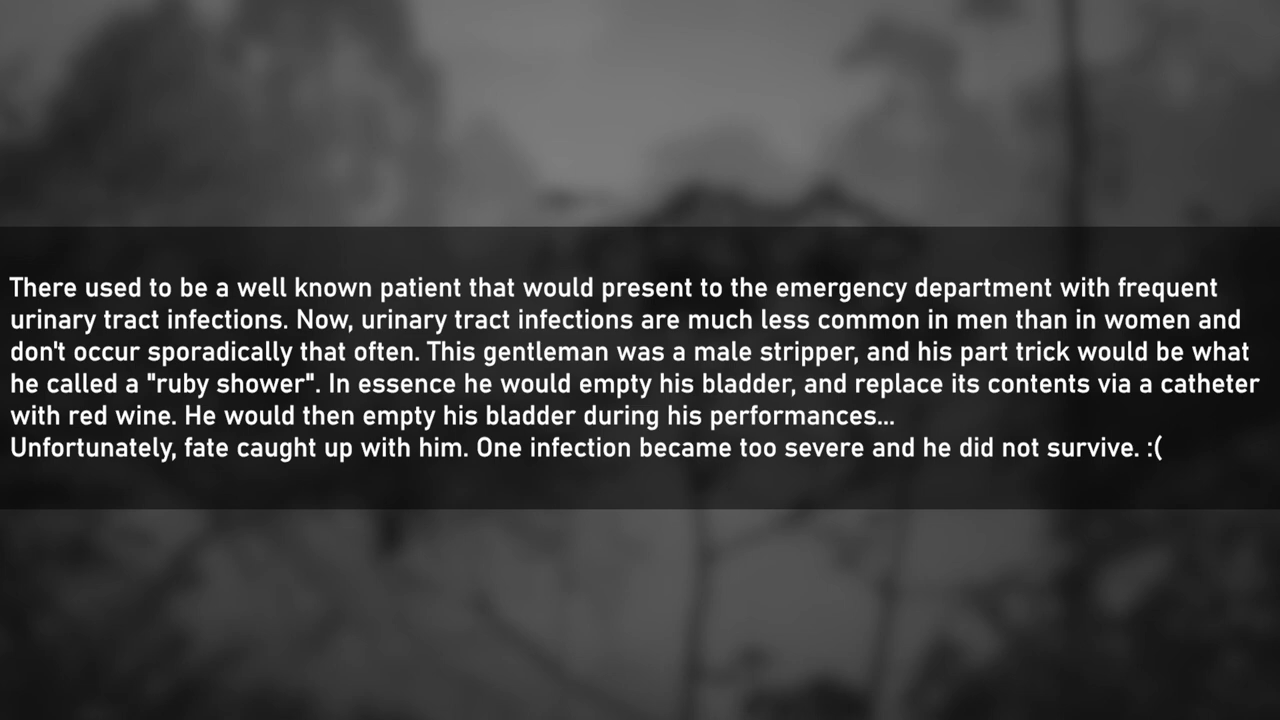 There used to be a well known patient that would present to the emergency department with frequent
urinary tract infections. Now, urinary tract infections are much less common in men than in women and
don't occur sporadically that often. This gentleman was a male stripper, and his part trick would be what
he called a "ruby shower". In essence he would empty his bladder, and replace its contents via a catheter
with red wine. He would then empty his bladder during his performances...
Unfortunately, fate caught up with him. One infection became too severe and he did not survive. :(